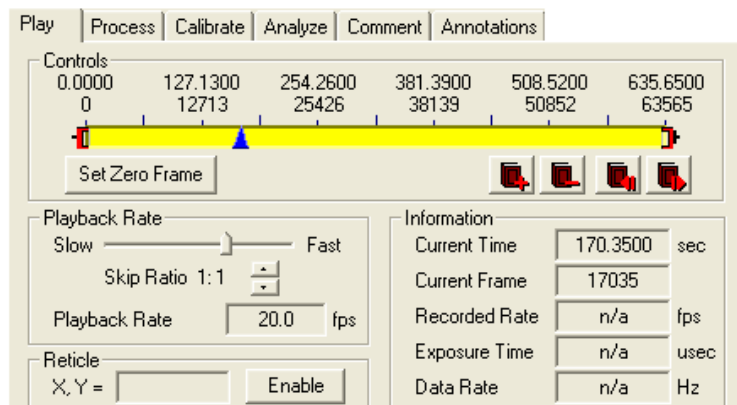 Play Process Calibrate Analyze Comment Annotations
Controls
0.0000 127.1300 254.2600 381.3900 508.5200 635.6500
0 12713 25426 38139 50852 63565
Set Zero Frame
Playback Rate
Slow Fast
Skip Ratio 1:1
Playback Rate 20.0 fps
Reticle
X, Y = Enable
Information
Current Time 170.3500 sec
Current Frame 17035
Recorded Rate n/a fps
Exposure Time n/a usec
Data Rate n/a Hz